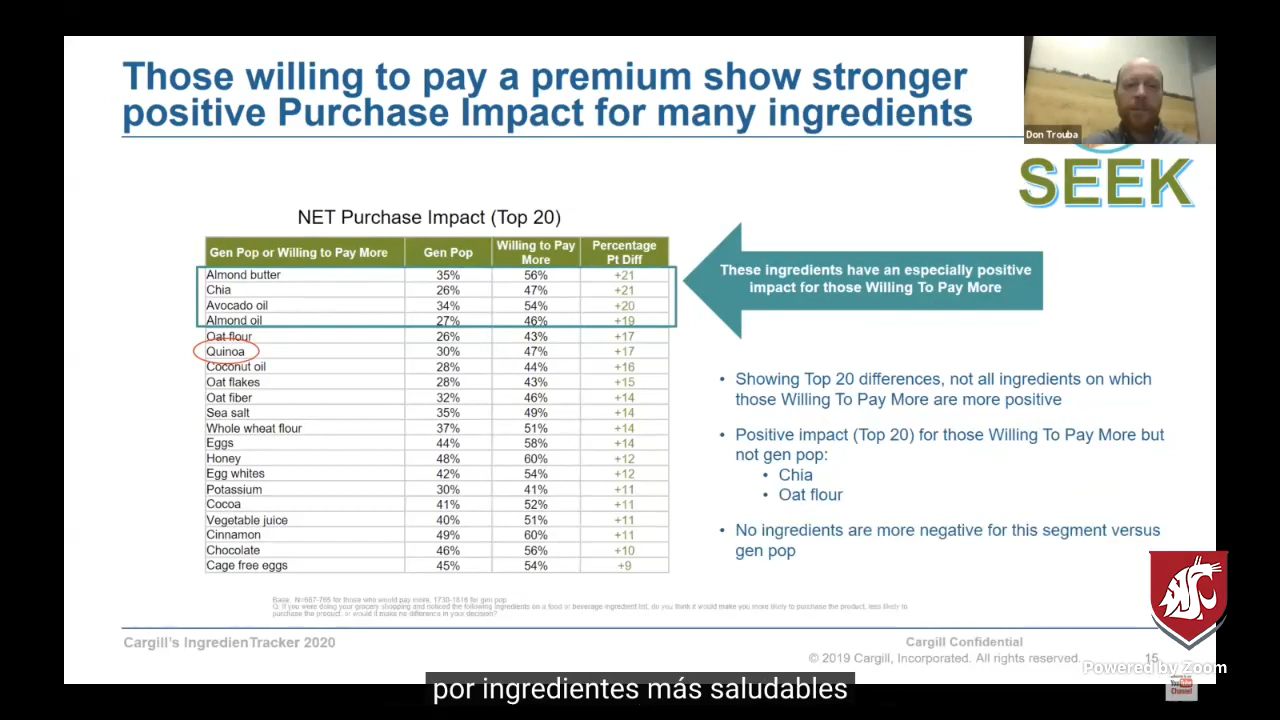 Those willing to pay a premium show stronger
positive Purchase Impact for many ingredients
Don Trouba
SEEK
NET Purchase Impact (Top 20)
Gen Pop or Willing to Pay More Gen Pop Willing to Pay More Percentage Pt Diff
Almond butter 35% 56% +21
Chia 26% 47% +21
Avocado oil 34% 54% +20
Almond oil 27% 46% +19
Oat flour 26% 43% +17
Quinoa 30% 47% +17
Coconut oil 28% 44% +16
Oat flakes 28% 43% +15
Oat fiber 32% 46% +14
Sea salt 35% 49% +14
Whole wheat flour 37% 51% +14
Eggs 44% 58% +14
Honey 48% 60% +12
Egg whites 42% 54% +12
Potassium 30% 41% +11
Cocoa 41% 52% +11
Vegetable juice 40% 51% +11
Cinnamon 49% 60% +11
Chocolate 46% 56% +10
Cage free eggs 45% 54% +9
These ingredients have an especially positive
impact for those Willing To Pay More
• Showing Top 20 differences, not all ingredients on which
those Willing To Pay More are more positive
• Positive impact (Top 20) for those Willing To Pay More but
not gen pop:
• Chia
• Oat flour
• No ingredients are more negative for this segment versus
gen pop
Q: If you were doing your grocery shopping and noticed the following ingredients on a food or beverage ingredient list, do you think it would make you more likely to purchase the product, less likely to
purchase the product, or would it make no difference in your decision?
Cargill's IngredienTracker 2020
Cargill Confidential
© 2019 Cargill, Incorporated. All rights reserved.
15
Powered by Zoom
YouTube
Channel
por ingredientes más saludables